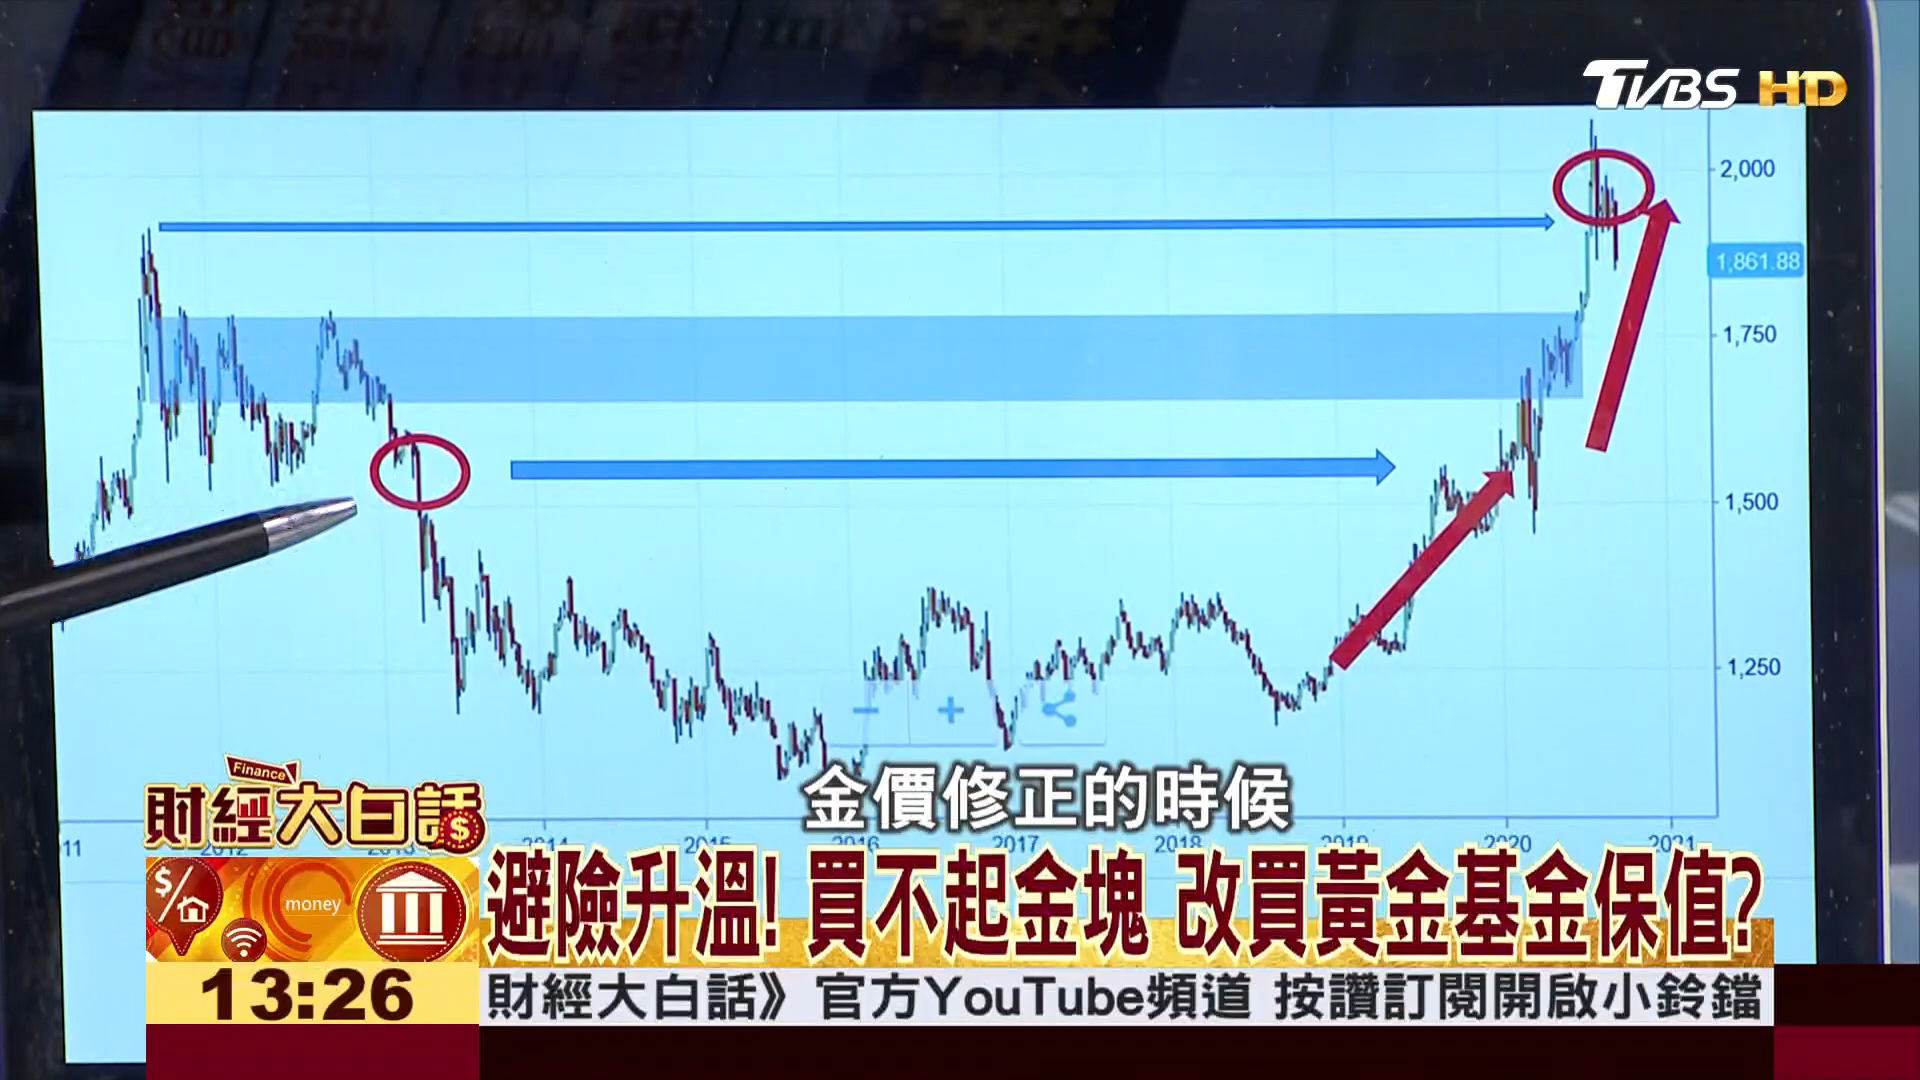 TVBS HD
2,000
1,861.88
1,750
1,500
1,250
11
2012
2013
2014
2015
2016
2017
2018
2019
2020
2021
金價修正的時候
Finance
財經大白話
$
$/
money
避險升溫! 買不起金塊 改買黃金基金保值?
13:26
財經大白話》官方YouTube頻道 按讚訂閱開啟小鈴鐺